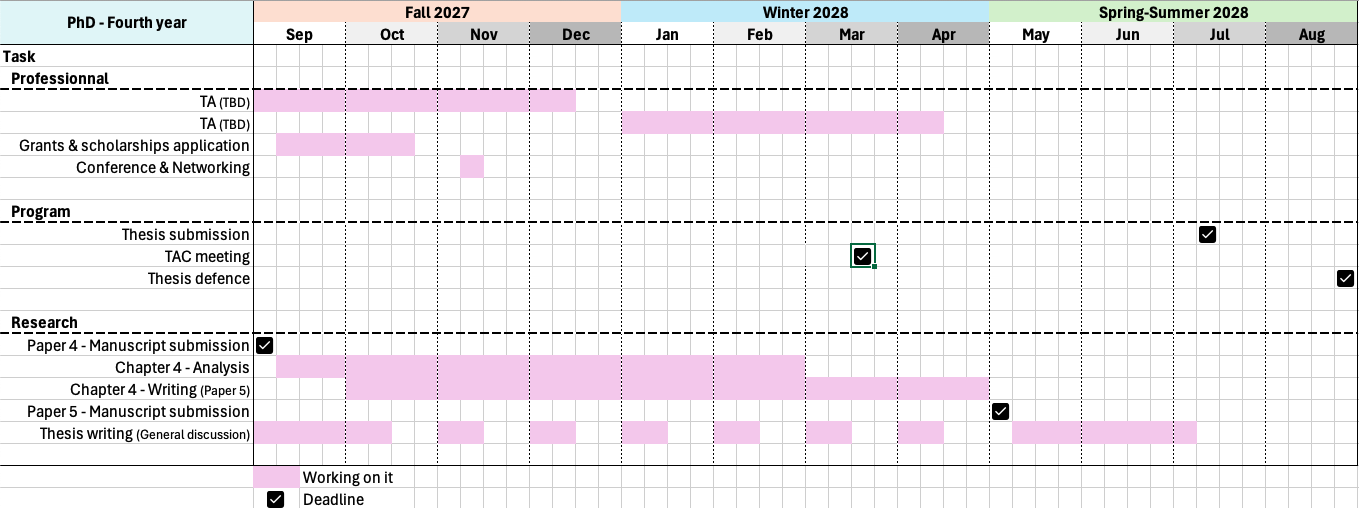 PhD - Fourth year
Fall 2027 Winter 2028 Spring-Summer 2028
Sep Oct Nov Dec Jan Feb Mar Apr May Jun Jul Aug
Task
Professionnal
TA (TBD)
TA (TBD)
Grants & scholarships application
Conference & Networking
Program
Thesis submission
TAC meeting
Thesis defence
Research
Paper 4 - Manuscript submission
Chapter 4 - Analysis
Chapter 4 - Writing (Paper 5)
Paper 5 - Manuscript submission
Thesis writing (General discussion)
Working on it
Deadline